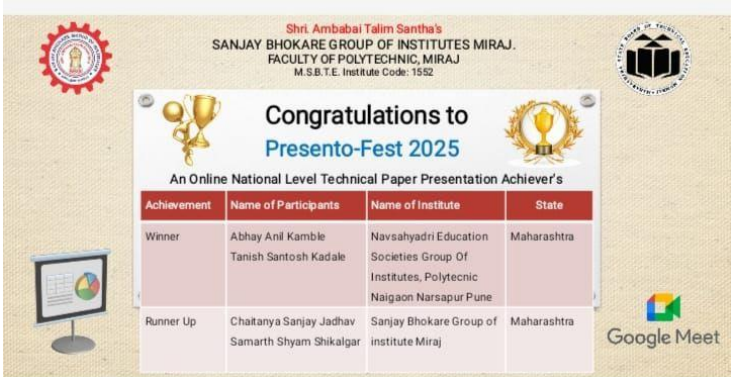 Shri. Ambabai Talim Santha's
SANJAY BHOKARE GROUP OF INSTITUTES MIRAJ.
FACULTY OF POLYTECHNIC, MIRAJ
M.S.B.T.E. Institute Code: 1552
Congratulations to
Presento-Fest 2025
An Online National Level Technical Paper Presentation Achiever's
Achievement Name of Participants Name of Institute State
Winner Abhay Anil Kamble Navsahyadri Education Maharashtra
Tanish Santosh Kadale Societies Group Of
Institutes, Polytecnic
Naigaon Narsapur Pune
Runner Up Chaitanya Sanjay Jadhav Sanjay Bhokare Group of Maharashtra
Samarth Shyam Shikalgar institute Miraj
Google Meet